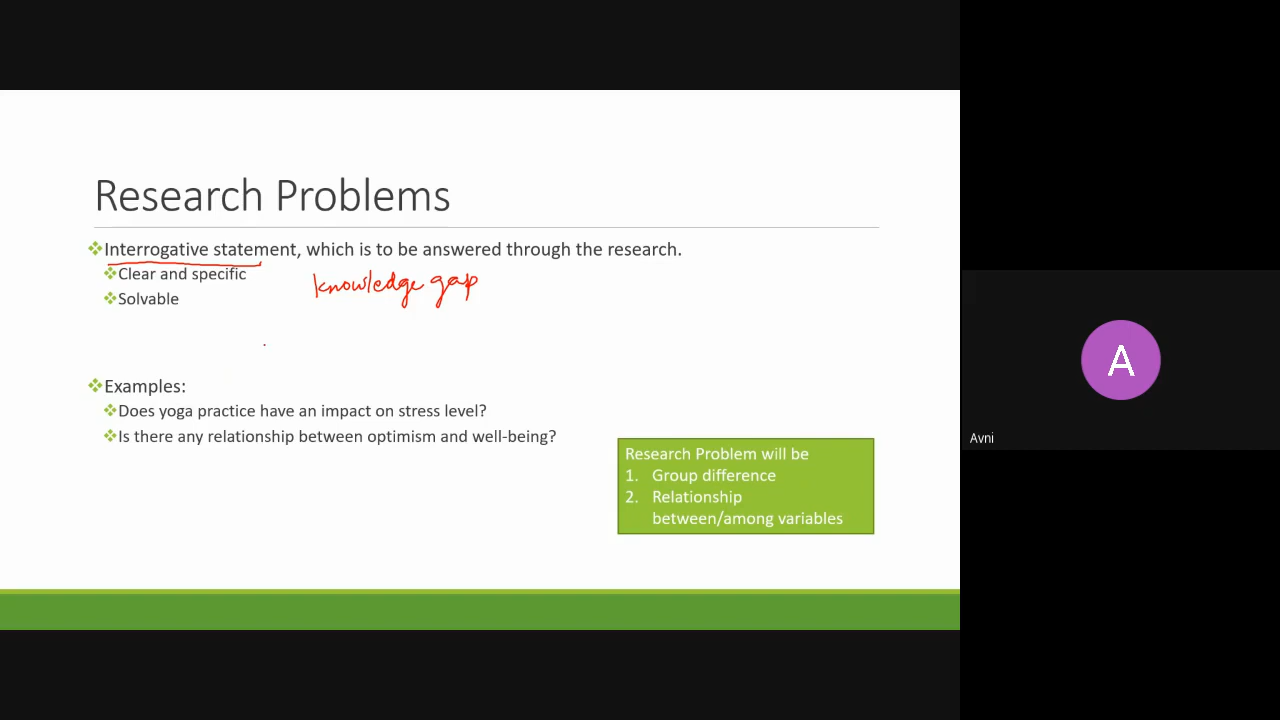 Research Problems
Interrogative statement, which is to be answered through the research.
Clear and specific
knowledge gap
Solvable
Examples:
Does yoga practice have an impact on stress level?
Is there any relationship between optimism and well-being?
Research Problem will be
1. Group difference
2. Relationship
between/among variables
A
Avni